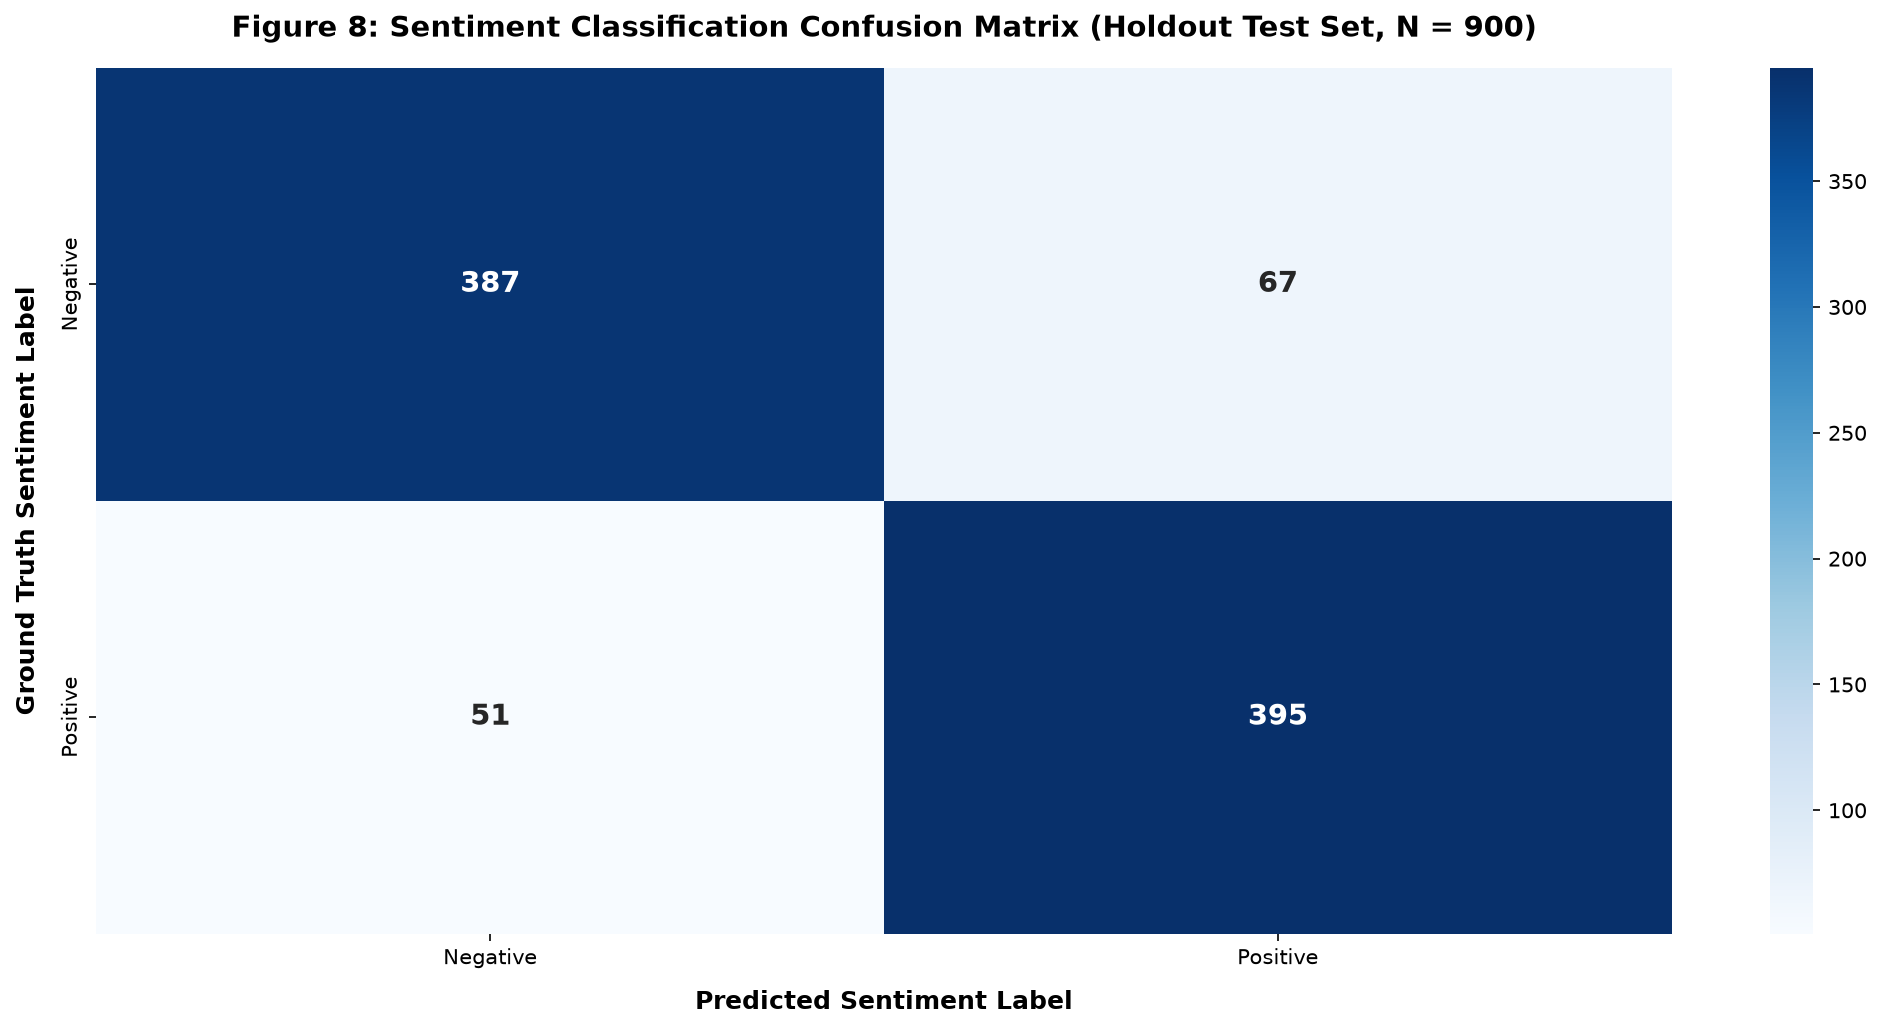 Figure 8: Sentiment Classification Confusion Matrix (Holdout Test Set, N = 900)
Ground Truth Sentiment Label
Negative
387
67
Positive
51
395
Negative
Positive
Predicted Sentiment Label
350
300
250
200
150
100